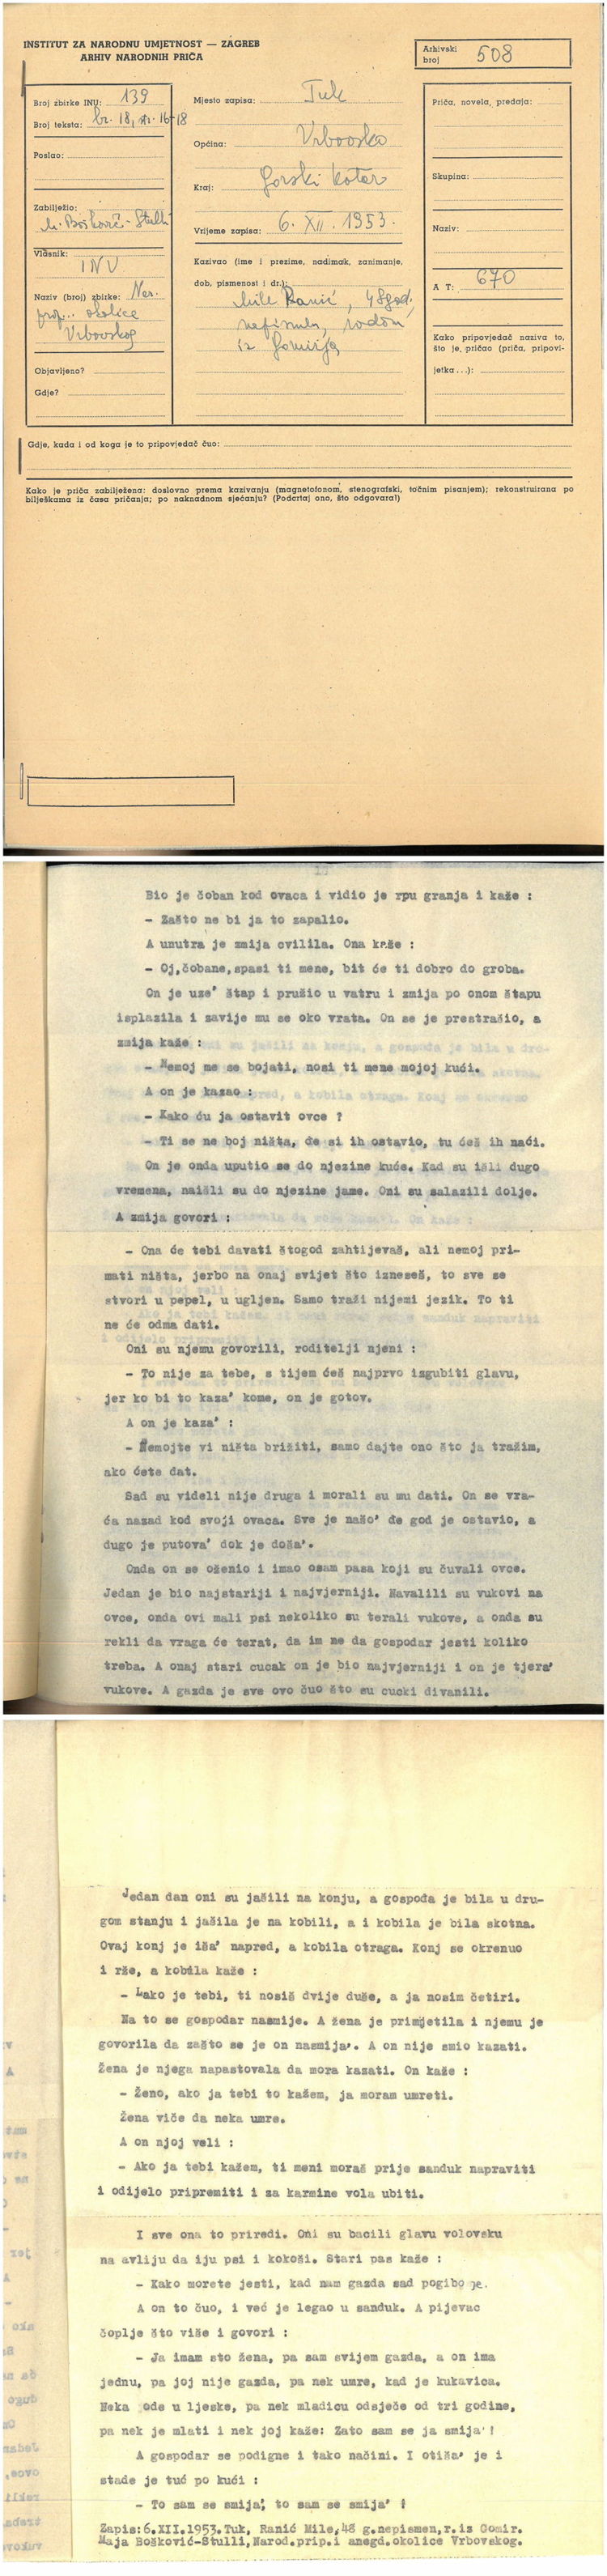 INSTITUT ZA NARODNU UMJETNOST — ZAGREB
ARHIV NARODNIH PRIČA
Arhivski broj 508
Broj zbirke INU: 139
Broj teksta: br. 18, str. 16-18
Poslao:
Zabilježio:
M. Bošković-Stulli
Vlasnik:
INU
Naziv (broj) zbirke: Nar.
prip... okolice
Vrbovskog
Objavljeno?
Gdje?
Mjesto zapisa: Tuk
Općina: Vrbovsko
Kraj: Gorski Kotar
Vrijeme zapisa: 6. XII. 1953.
Kazivao (ime i prezime, nadimak, zanimanje,
dob, pismenost i dr.):
Mile Ranić, 48 god.
nepismen, rodom
iz Gomirja
Priča, novela, predaja:
Skupina:
Naziv:
A T: 670
Kako pripovjedač naziva to,
što je, pričao (priča, pripovi-
jetka...):
Gdje, kada i od koga je to pripovjedač čuo:
Kako je priča zabilježena: doslovno prema kazivanju (magnetofonom, stenografski, točnim pisanjem); rekonstruirana po
bilješkama iz časa pričanja; po naknadnom sjećanju? (Podcrtaj ono, što odgovara!)
Bio je čoban kod ovaca i vidio je rpu granja i kaže :
— Zašto ne bi ja to zapalio.
A unutra je zmija cvilila. Ona kaže :
— Oj,čobane,spasi ti mene, bit će ti dobro do groba.
On je uze' štap i pružio u vatru i zmija po onom štapu
isplazila i savije mu se oko vrata. On se je prestrašio, a
zmija kaže :
— Nemoj me se bojati, nosi ti mene mojoj kući.
A on je kazao :
— Kako ću ja ostavit ovce ?
— Ti se ne boj ništa, de si ih ostavio, tu ćeš ih naći.
On je onda uputio se do njezine kuće. Kad su išli dugo
vremena, naišli su do njezine jame. Oni su salazili dolje.
A zmija govori :
— Ona će tebi davati štogod zahtijevaš, ali nemoj pri-
mati ništa, jerbo na onaj svijet što izneseš, to sve se
stvori u pepel, u ugljen. Samo traži nijemi jezik. To ti
ne će odma dati.
Oni su njemu govorili, roditelji njeni :
— To nije za tebe, s tijem ćeš najprvo izgubiti glavu,
jer ko bi to kaza' kome, on je gotov.
A on je kaza' :
— Nemojte vi ništa brižiti, samo dajte ono što ja tražim,
ako ćete dat.
Sad su videli nije druga i morali su mu dati. On se vra-
ća nazad kod svoji ovaca. Sve je našo' de god je ostavio, a
dugo je putova' dok je doša'.
Onda on se oženio i imao osam pasa koji su čuvali ovce.
Jedan je bio najstariji i najvjerniji. Navalili su vukovi na
ovce, onda ovi mali psi nekoliko su terali vukove, a onda su
rekli da vraga će terat, da im ne da gospodar jesti koliko
treba. A onaj stari cucak on je bio najvjerniji i on je tjera'
vukove. A gazda je sve ovo čuo što su cucki divanili.
Jedan dan oni su jašili na konju, a gospođa je bila u dru-
gom stanju i jašila je na kobili, a i kobila je bila skotna.
Ovaj konj je iša' napred, a kobila otraga. Konj se okrenuo
i rže, a kobila kaže :
— Lako je tebi, ti nosiš dvije duše, a ja nosim četiri.
Na to se gospodar nasmije. A žena je primjetila i njemu je
govorila da zašto se je on nasmija'. A on nije smio kazati.
Žena je njega napastovala da mora kazati. On kaže :
— Ženo, ako ja tebi to kažem, ja moram umreti.
Žena viče da neka umre.
A on njoj veli :
— Ako ja tebi kažem, ti meni moraš prije sanduk napraviti
i odijelo pripremiti i za karmine vola ubiti.
I sve ona to priredi. Oni su bacili glavu volovsku
na avliju da iju psi i kokoši. Stari pas kaže :
— Kako morete jesti, kad nam gazda sad pogibo je.
A on to čuo, i već je legao u sanduk. A pijevac
čoplje što više i govori :
— Ja imam sto žena, pa sam svijem gazda, a on ima
jednu, pa joj nije gazda, pa nek umre, kad je kukavica.
Neka ode u ljeske, pa nek mladicu odsječe od tri godine,
pa nek je mlati i nek joj kaže: Zato sam se ja smija'!
A gospodar se podigne i tako načini. I otiša' je i
stade je tuć po kući :
— To sam se smija', to sam se smija' !
Zapis:6.XII.1953.Tuk, Ranić Mile,48 g.nepismen,r.iz Gomir.
Maja Bošković-Stulli,Narod.prip.i anegd.okolice Vrbovskog.